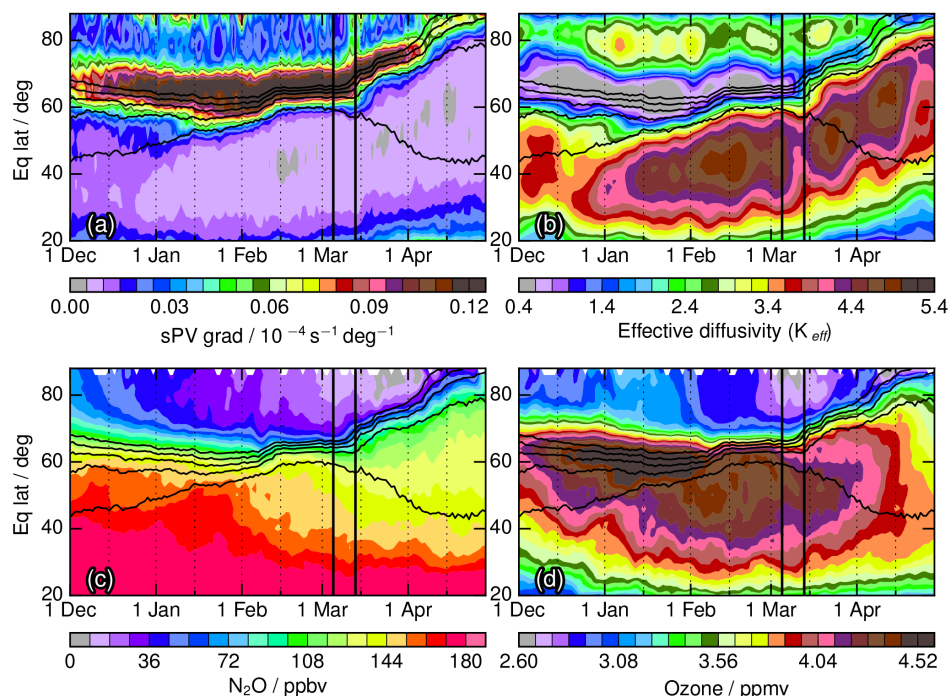 80
60
40
20
Eq lat / deg
(a)
1 Dec 1 Jan 1 Feb 1 Mar 1 Apr
0.00 0.03 0.06 0.09 0.12
sPV grad / 10 −4 s−1 deg−1
80
60
40
20
(b)
1 Dec 1 Jan 1 Feb 1 Mar 1 Apr
0.4 1.4 2.4 3.4 4.4 5.4
Effective diffusivity (K eff)
80
60
40
20
Eq lat / deg
(c)
1 Dec 1 Jan 1 Feb 1 Mar 1 Apr
0 36 72 108 144 180
N2O / ppbv
80
60
40
20
(d)
1 Dec 1 Jan 1 Feb 1 Mar 1 Apr
2.60 3.08 3.56 4.04 4.52
Ozone / ppmv